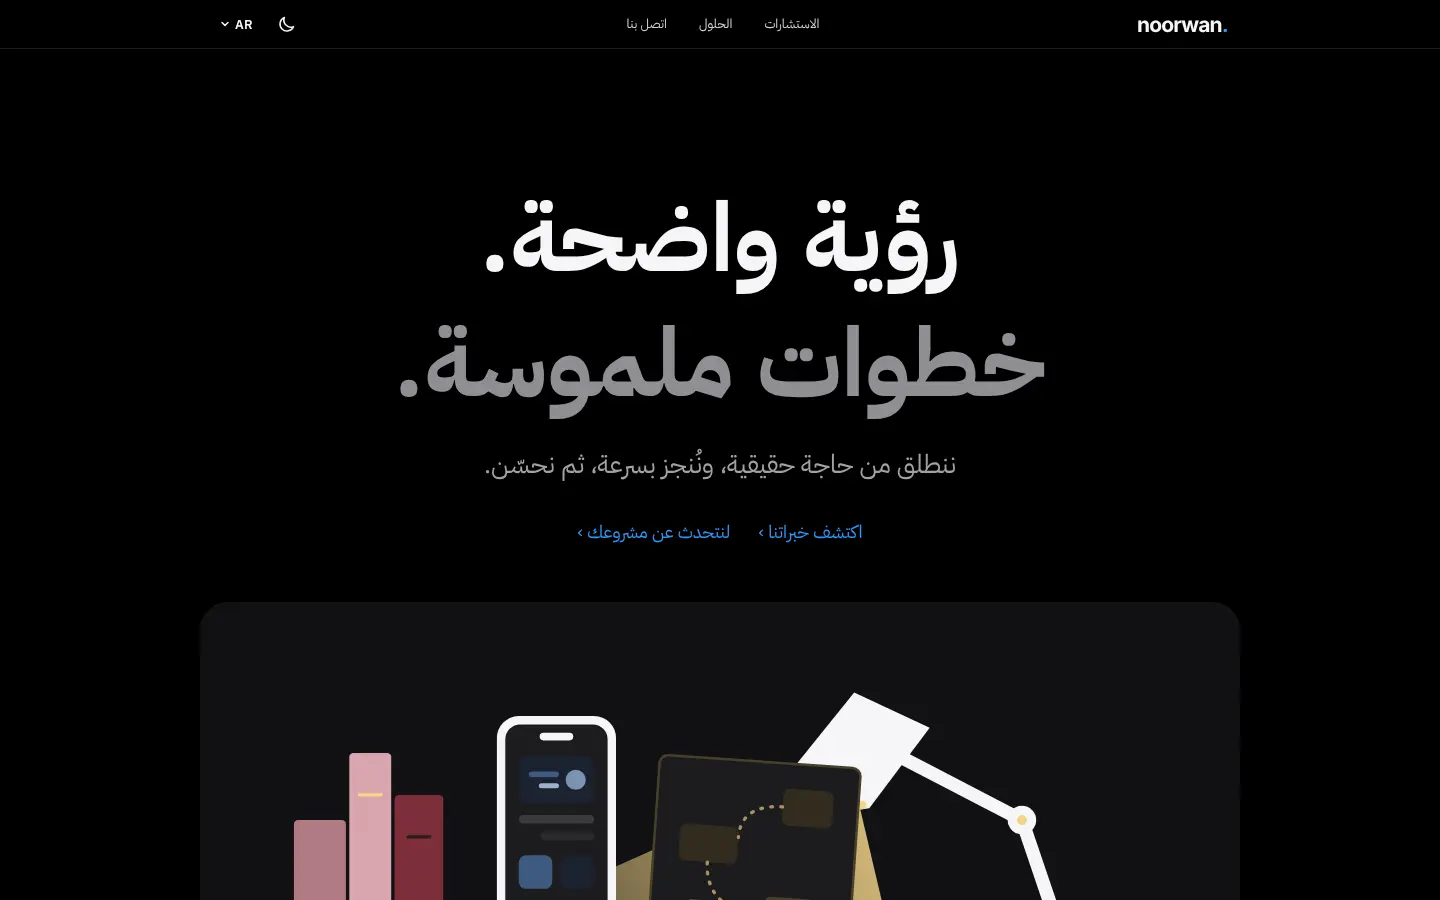 noorwan.
الاستشارات
الحلول
اتصل بنا
AR
رؤية واضحة.
خطوات ملموسة.
ننطلق من حاجة حقيقية، ونُنجز بسرعة، ثم نحسّن.
اكتشف خبراتنا ›
لنتحدث عن مشروعك ›